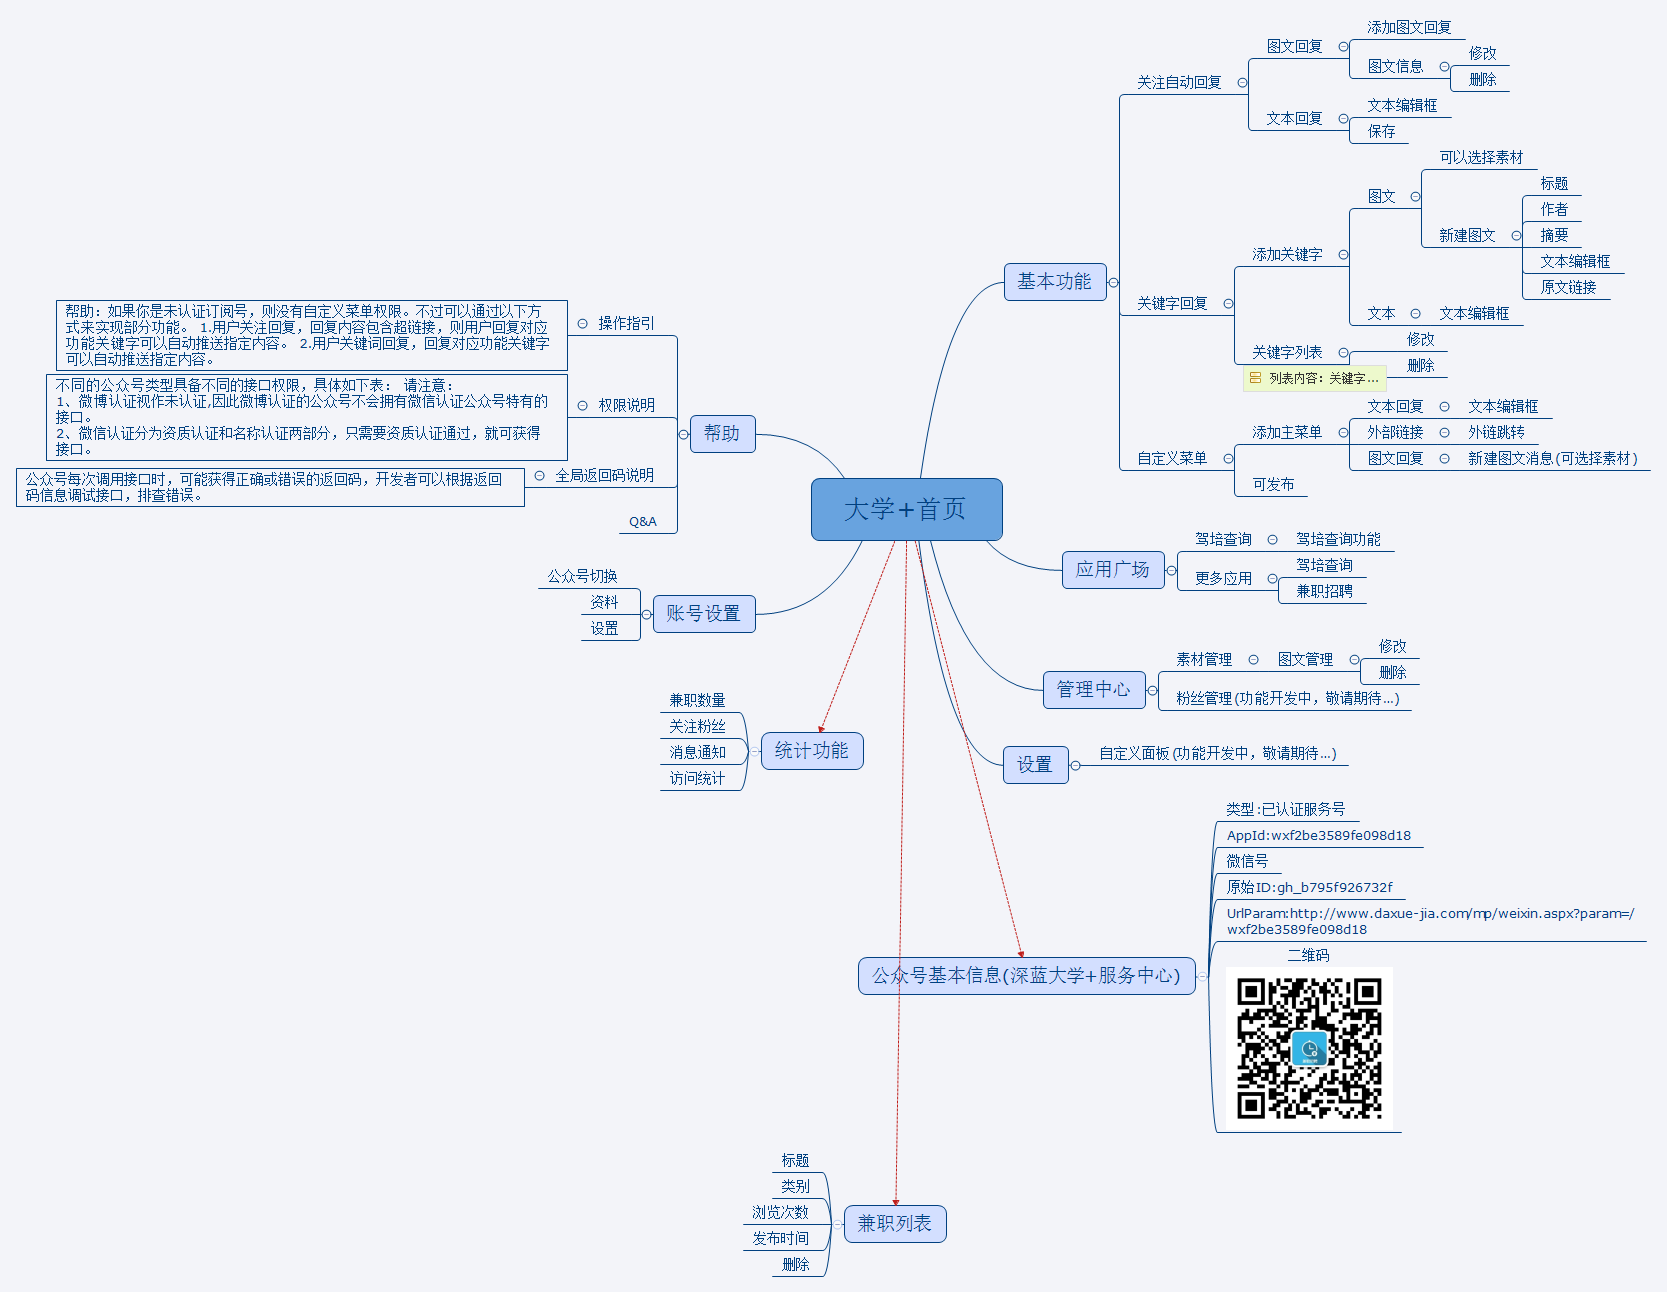 大学+首页
基本功能
关注自动回复
图文回复
添加图文回复
图文信息
修改
删除
文本回复
文本编辑框
保存
关键字回复
添加关键字
图文
可以选择素材
新建图文
标题
作者
摘要
文本编辑框
原文链接
文本
文本编辑框
关键字列表
修改
删除
列表内容：关键字...
自定义菜单
添加主菜单
文本回复
文本编辑框
外部链接
外链跳转
图文回复
新建图文消息(可选择素材)
可发布
应用广场
驾培查询
驾培查询功能
更多应用
驾培查询
兼职招聘
管理中心
素材管理
图文管理
修改
删除
粉丝管理(功能开发中，敬请期待...)
设置
自定义面板(功能开发中，敬请期待...)
公众号基本信息(深蓝大学+服务中心)
类型:已认证服务号
AppId:wxf2be3589fe098d18
微信号
原始ID:gh_b795f926732f
UrlParam:http://www.daxue-jia.com/mp/weixin.aspx?param=/
wxf2be3589fe098d18
二维码
帮助
操作指引
帮助：如果你是未认证订阅号，则没有自定义菜单权限。不过可以通过以下方
式来实现部分功能。 1.用户关注回复，回复内容包含超链接，则用户回复对应
功能关键字可以自动推送指定内容。 2.用户关键词回复，回复对应功能关键字
可以自动推送指定内容。
权限说明
不同的公众号类型具备不同的接口权限，具体如下表： 请注意：
1、微博认证视作未认证,因此微博认证的公众号不会拥有微信认证公众号特有的
接口。
2、微信认证分为资质认证和名称认证两部分，只需要资质认证通过，就可获得
接口。
全局返回码说明
公众号每次调用接口时，可能获得正确或错误的返回码，开发者可以根据返回
码信息调试接口，排查错误。
Q&A
账号设置
公众号切换
资料
设置
统计功能
兼职数量
关注粉丝
消息通知
访问统计
兼职列表
标题
类别
浏览次数
发布时间
删除